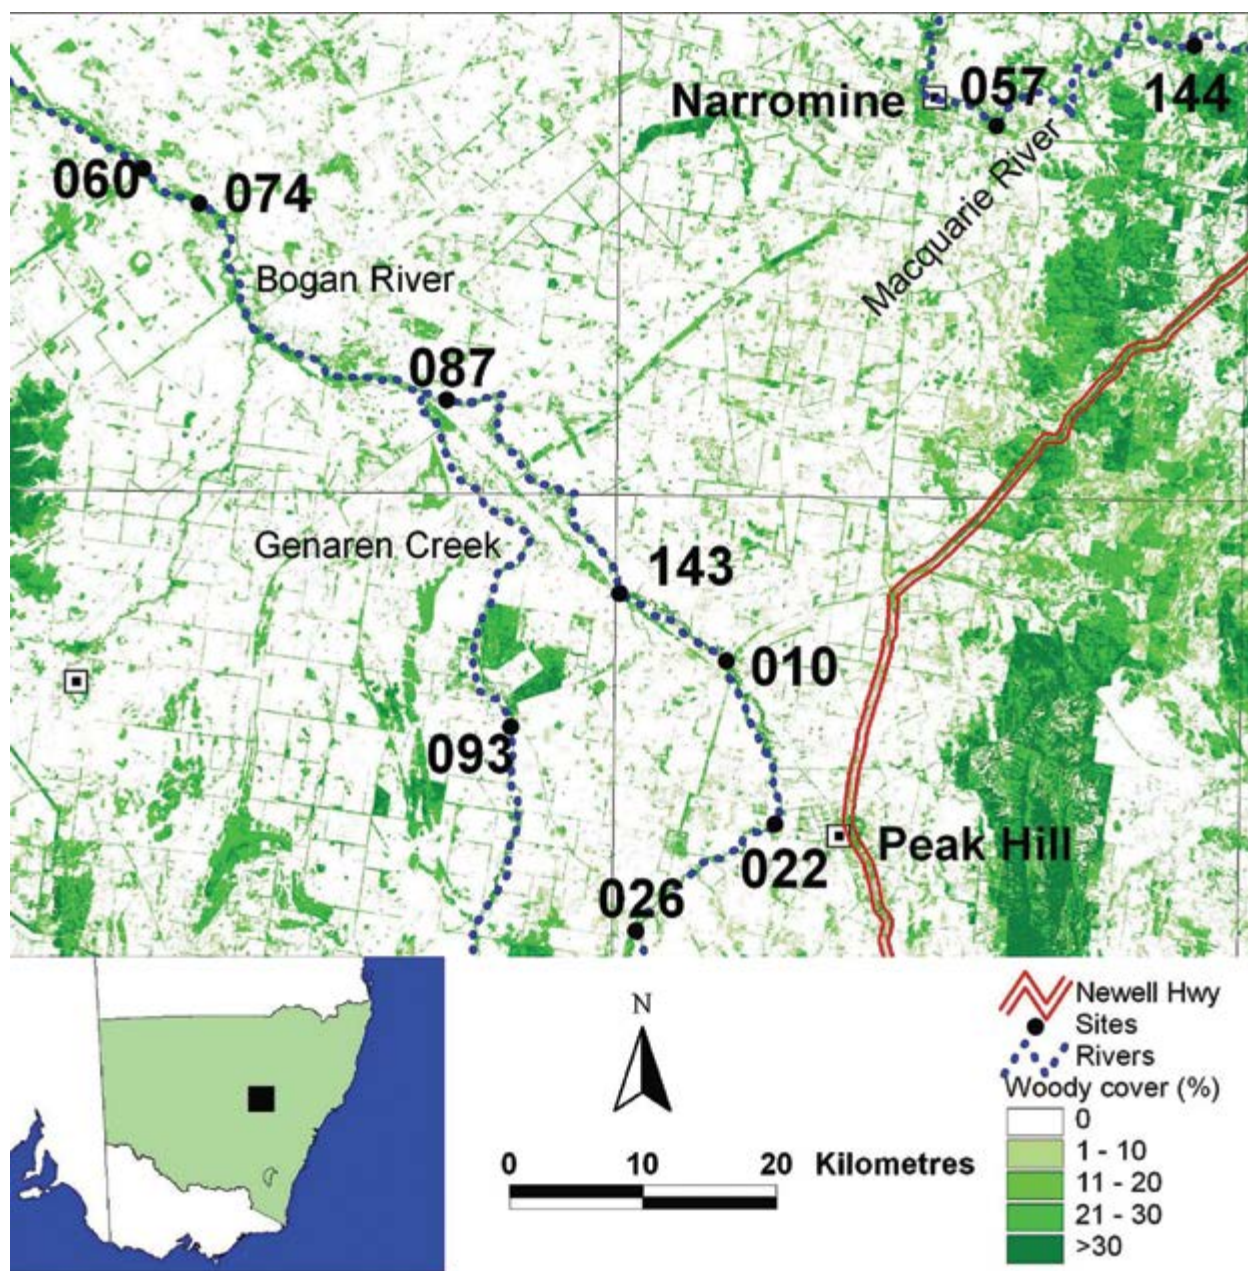 Narromine
057
144
060
074
Macquarie River
Bogan River
087
Genaren Creek
143
010
093
022
Peak Hill
026
N
0 10 20 Kilometres
Newell Hwy
Sites
Rivers
Woody cover (%)
0
1 - 10
11 - 20
21 - 30
>30